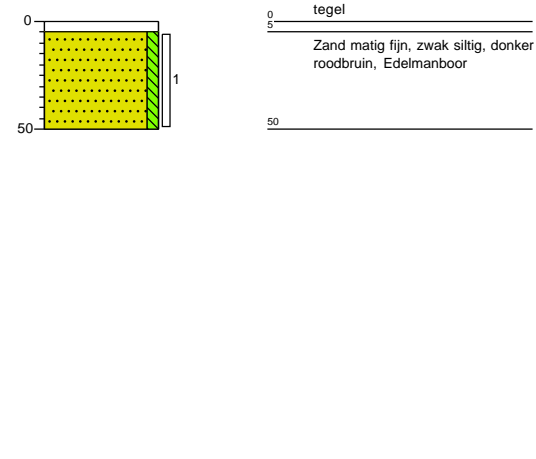 0
50
1
0
tegel
5
Zand matig fijn, zwak siltig, donker
roodbruin, Edelmanboor
50